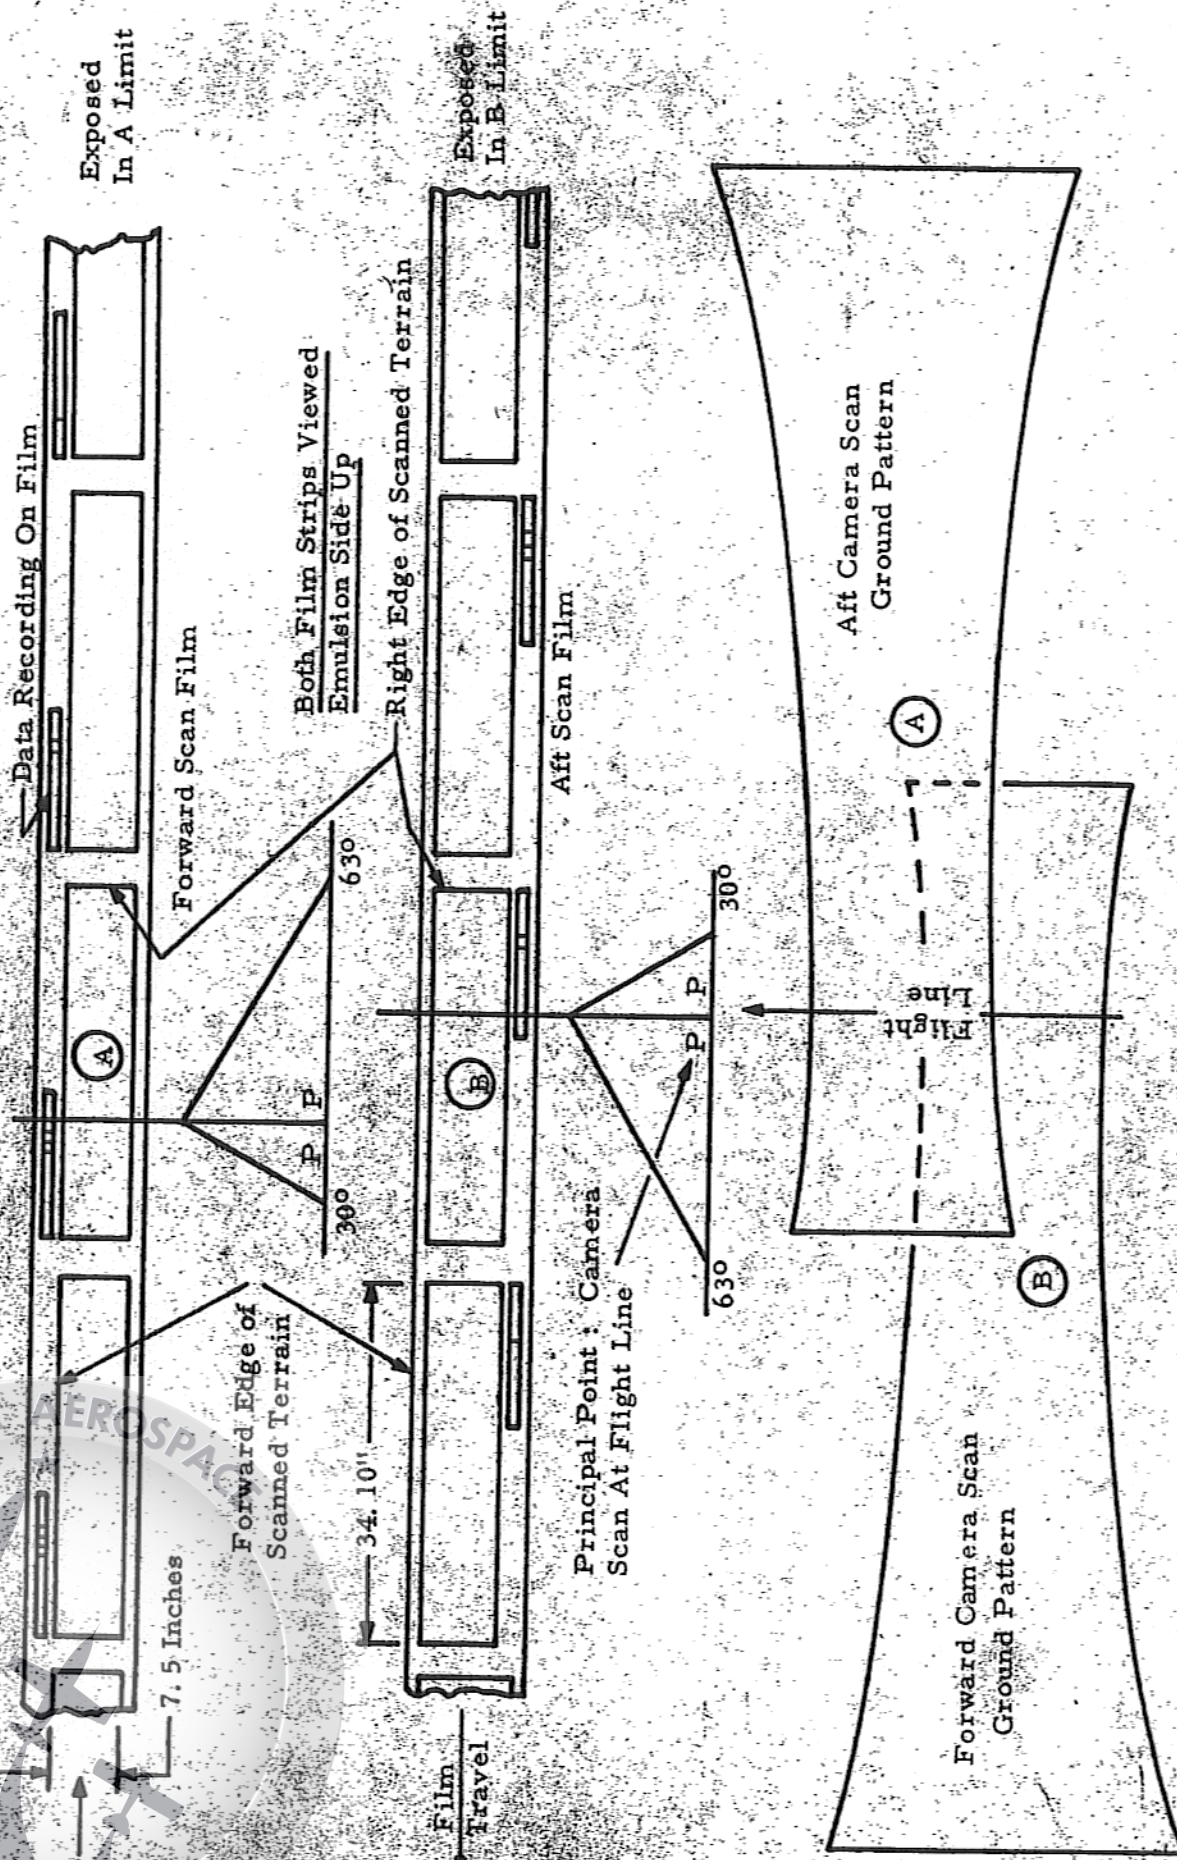 Data Recording On Film
Exposed
In A Limit
A
Forward Scan Film
7.5 Inches
Forward Edge of
Scanned Terrain
30°
P
P
63°
Both Film Strips Viewed
Emulsion Side Up
Right Edge of Scanned Terrain
34.10"
Exposed
In B Limit
B
Film
Travel
Aft Scan Film
Principal Point : Camera
Scan At Flight Line
63°
P
P
30°
Flight
Line
Aft Camera Scan
Ground Pattern
A
B
Forward Camera Scan
Ground Pattern
AEROSPAC